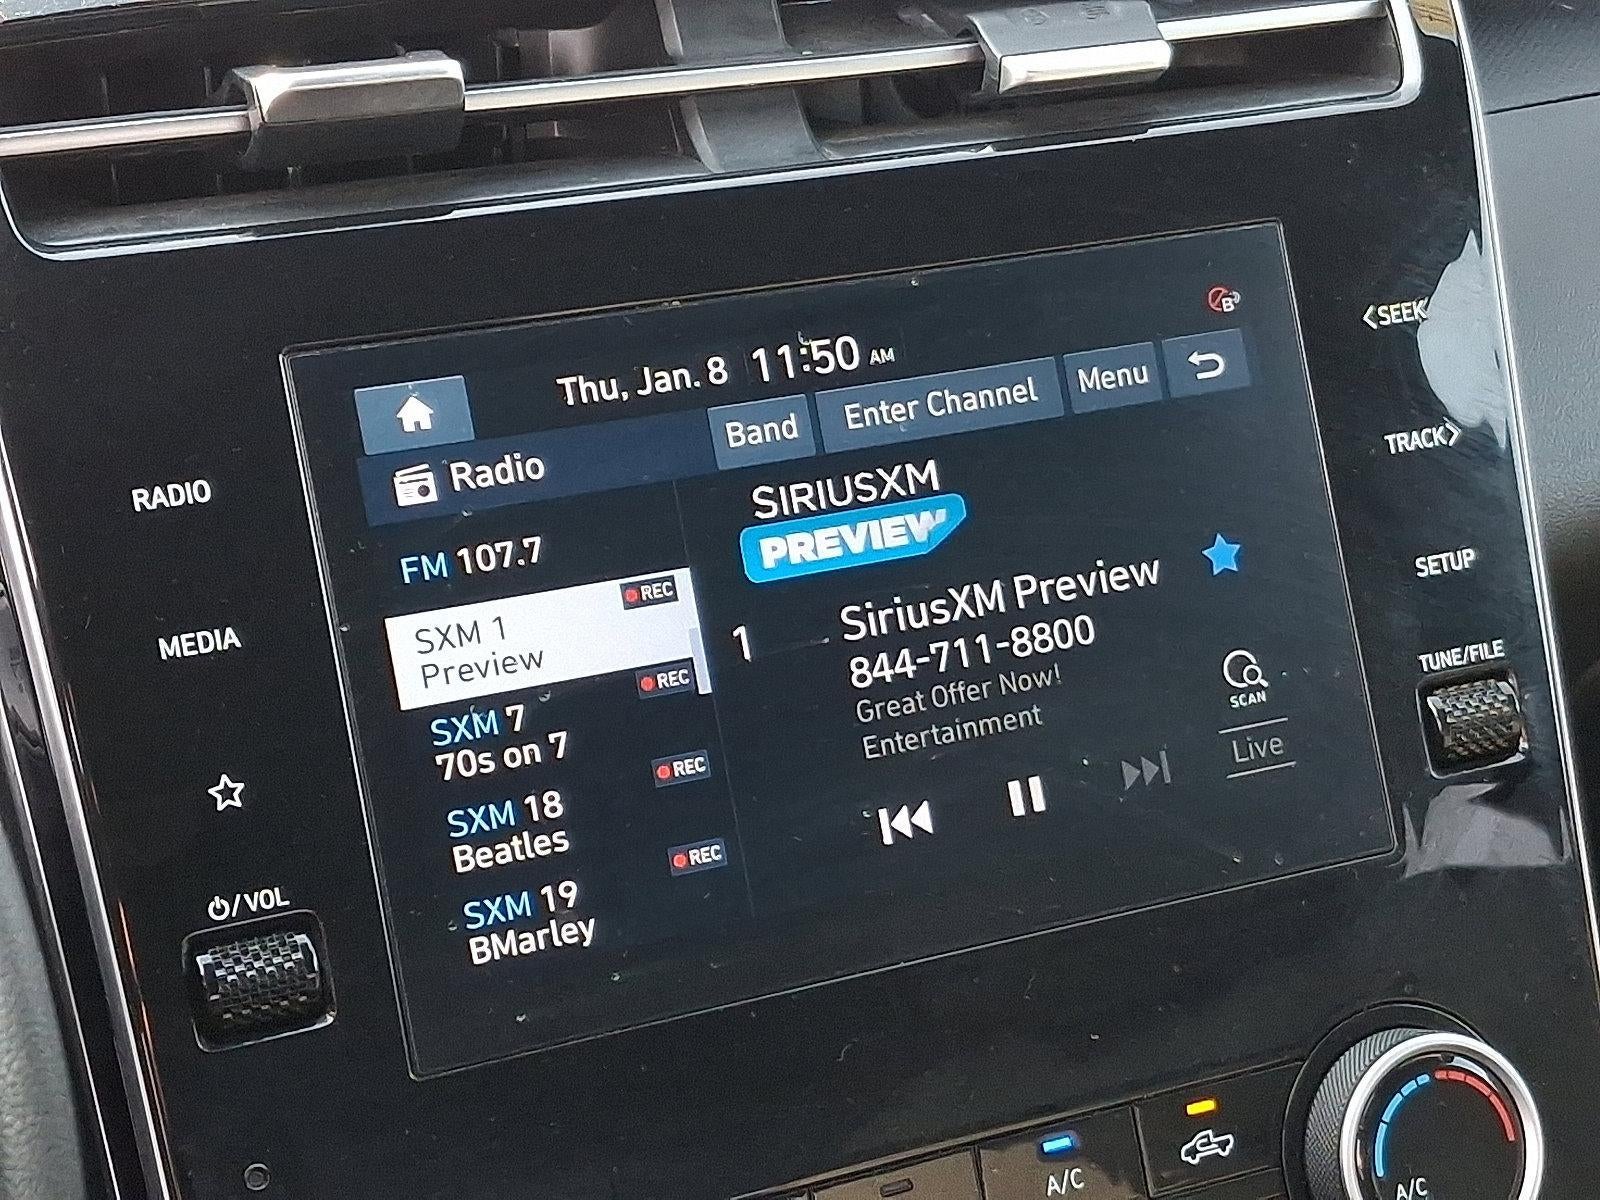 Thu, Jan. 8 11:50 AM
B
Band
Enter Channel
Menu
Radio
FM 107.7
REC
SXM 1
Preview
REC
SXM 7
70s on 7
REC
SXM 18
Beatles
REC
SXM 19
BMarley
SIRIUSXM
PREVIEW
1
SiriusXM Preview
844-711-8800
Great Offer Now!
Entertainment
SCAN
Live
RADIO
MEDIA
/VOL
<SEEK
TRACK>
SETUP
TUNE/FILE
A/C
A/C